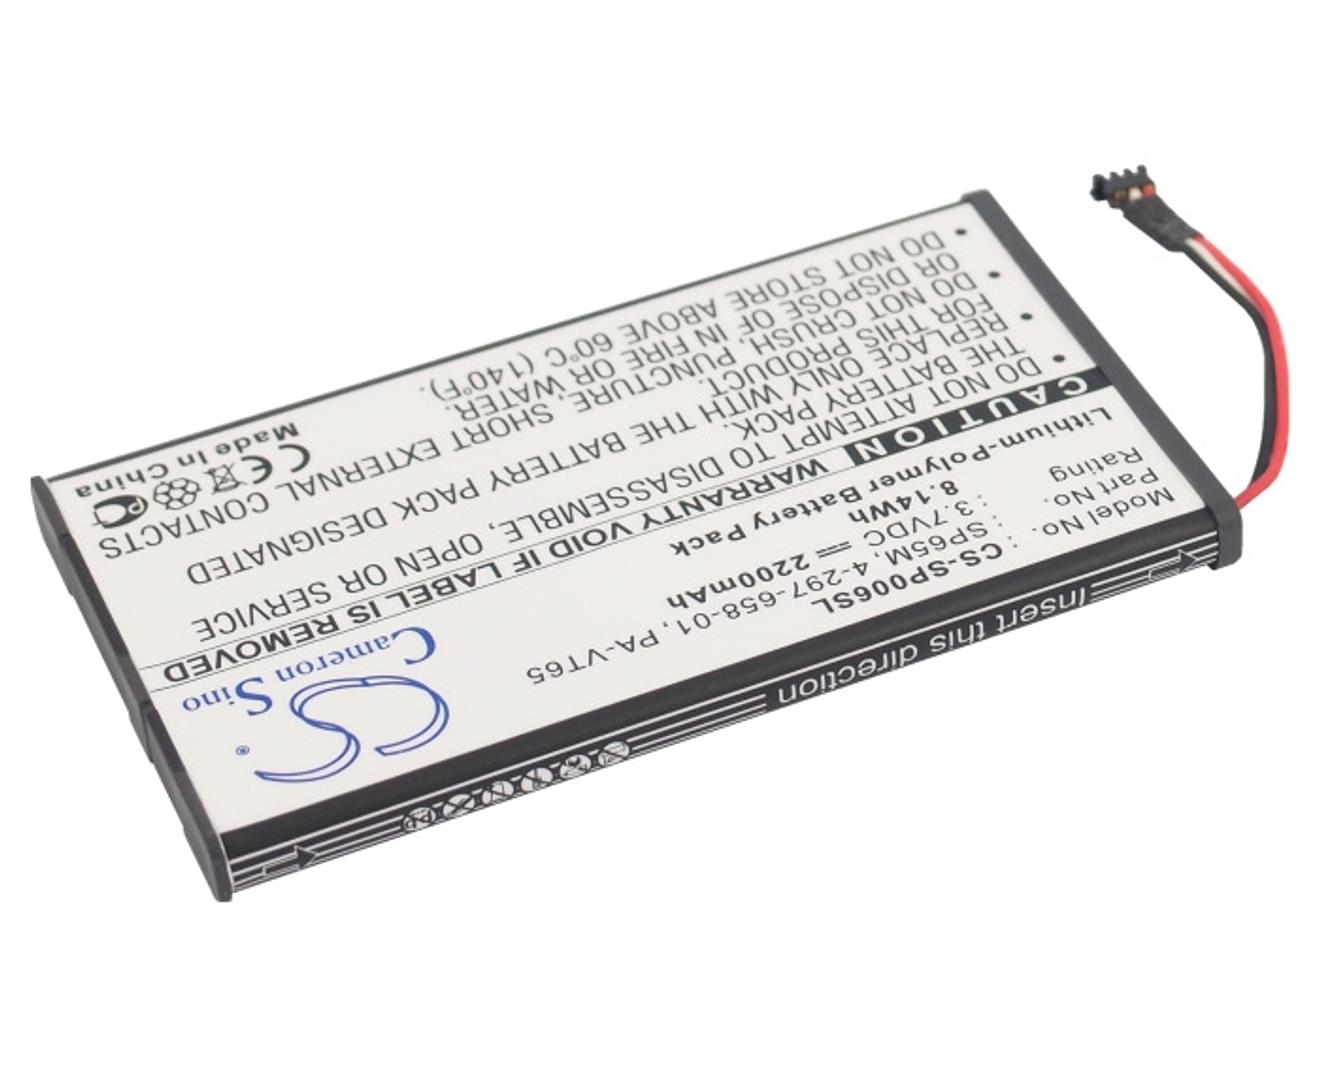 Cameron Sino
CS ®
Model No. : CS-SP006SL
Part No. : SP65M, 4-297-658-01, PA-VT65
Rating : 3.7VDC ⎓ 2200mAh
8.14Wh
Lithium-Polymer Battery Pack
CAUTION WARRANTY VOID IF LABEL IS REMOVED
• DO NOT ATTEMPT TO DISASSEMBLE, OPEN OR SERVICE
THE BATTERY PACK.
• REPLACE ONLY WITH THE BATTERY PACK DESIGNATED
FOR THIS PRODUCT.
• DO NOT CRUSH, PUNCTURE, SHORT EXTERNAL CONTACTS
OR DISPOSE OF IN FIRE OR WATER.
• DO NOT STORE ABOVE 60°C (140°F).
CE PC
Made in China
Insert this direction